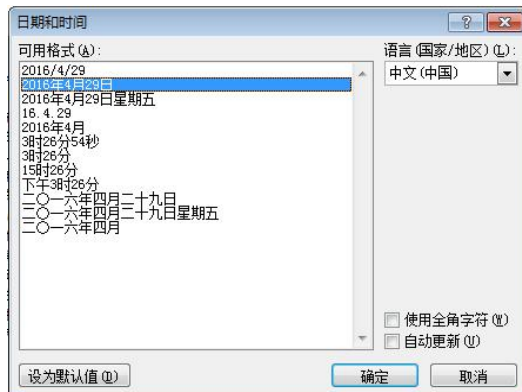 日期和时间
可用格式(A):
语言(国家/地区)(L):
中文(中国)
2016/4/29
2016年4月29日
2016年4月29日星期五
16.4.29
2016年4月
3时26分54秒
3时26分
15时26分
下午3时26分
二〇一六年四月二十九日
二〇一六年四月二十九日星期五
二〇一六年四月
使用全角字符(W)
自动更新(U)
设为默认值(D)
确定
取消